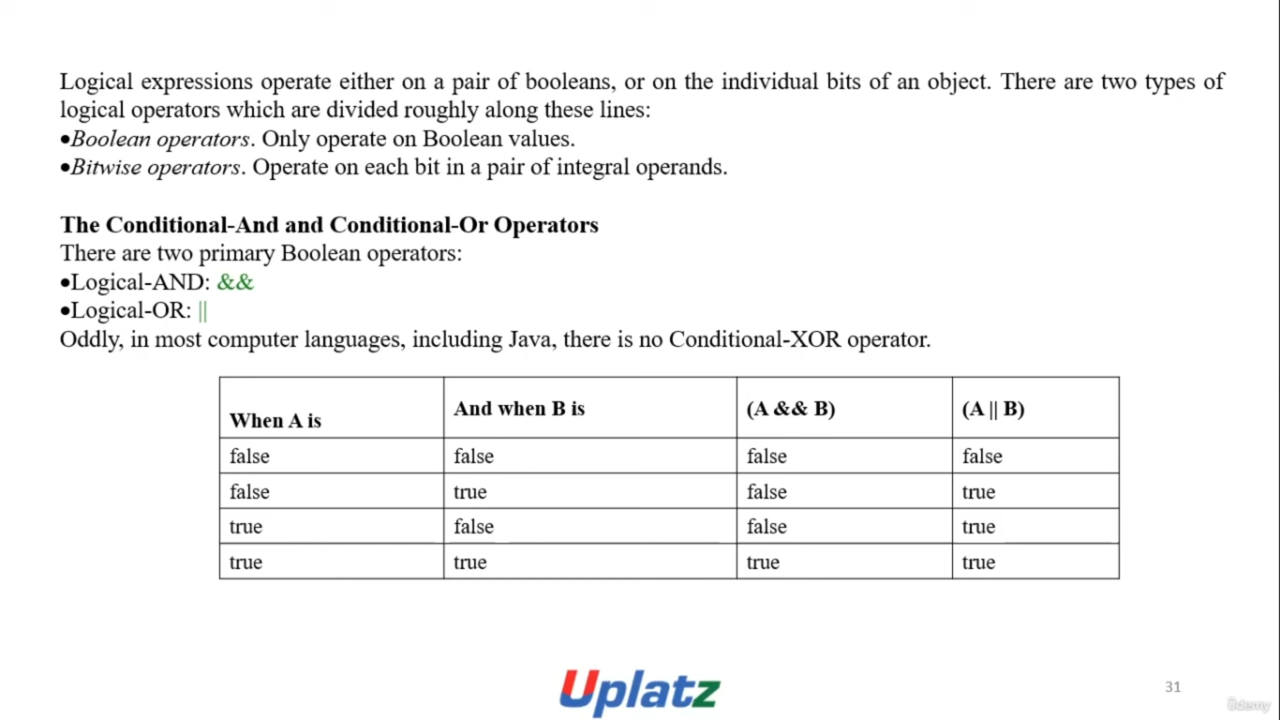 Logical expressions operate either on a pair of booleans, or on the individual bits of an object. There are two types of
logical operators which are divided roughly along these lines:
•Boolean operators. Only operate on Boolean values.
•Bitwise operators. Operate on each bit in a pair of integral operands.
The Conditional-And and Conditional-Or Operators
There are two primary Boolean operators:
•Logical-AND: &&
•Logical-OR: ||
Oddly, in most computer languages, including Java, there is no Conditional-XOR operator.
When A is And when B is (A && B) (A || B)
false false false false
false true false true
true false false true
true true true true
Uplatz
31
ûdemy